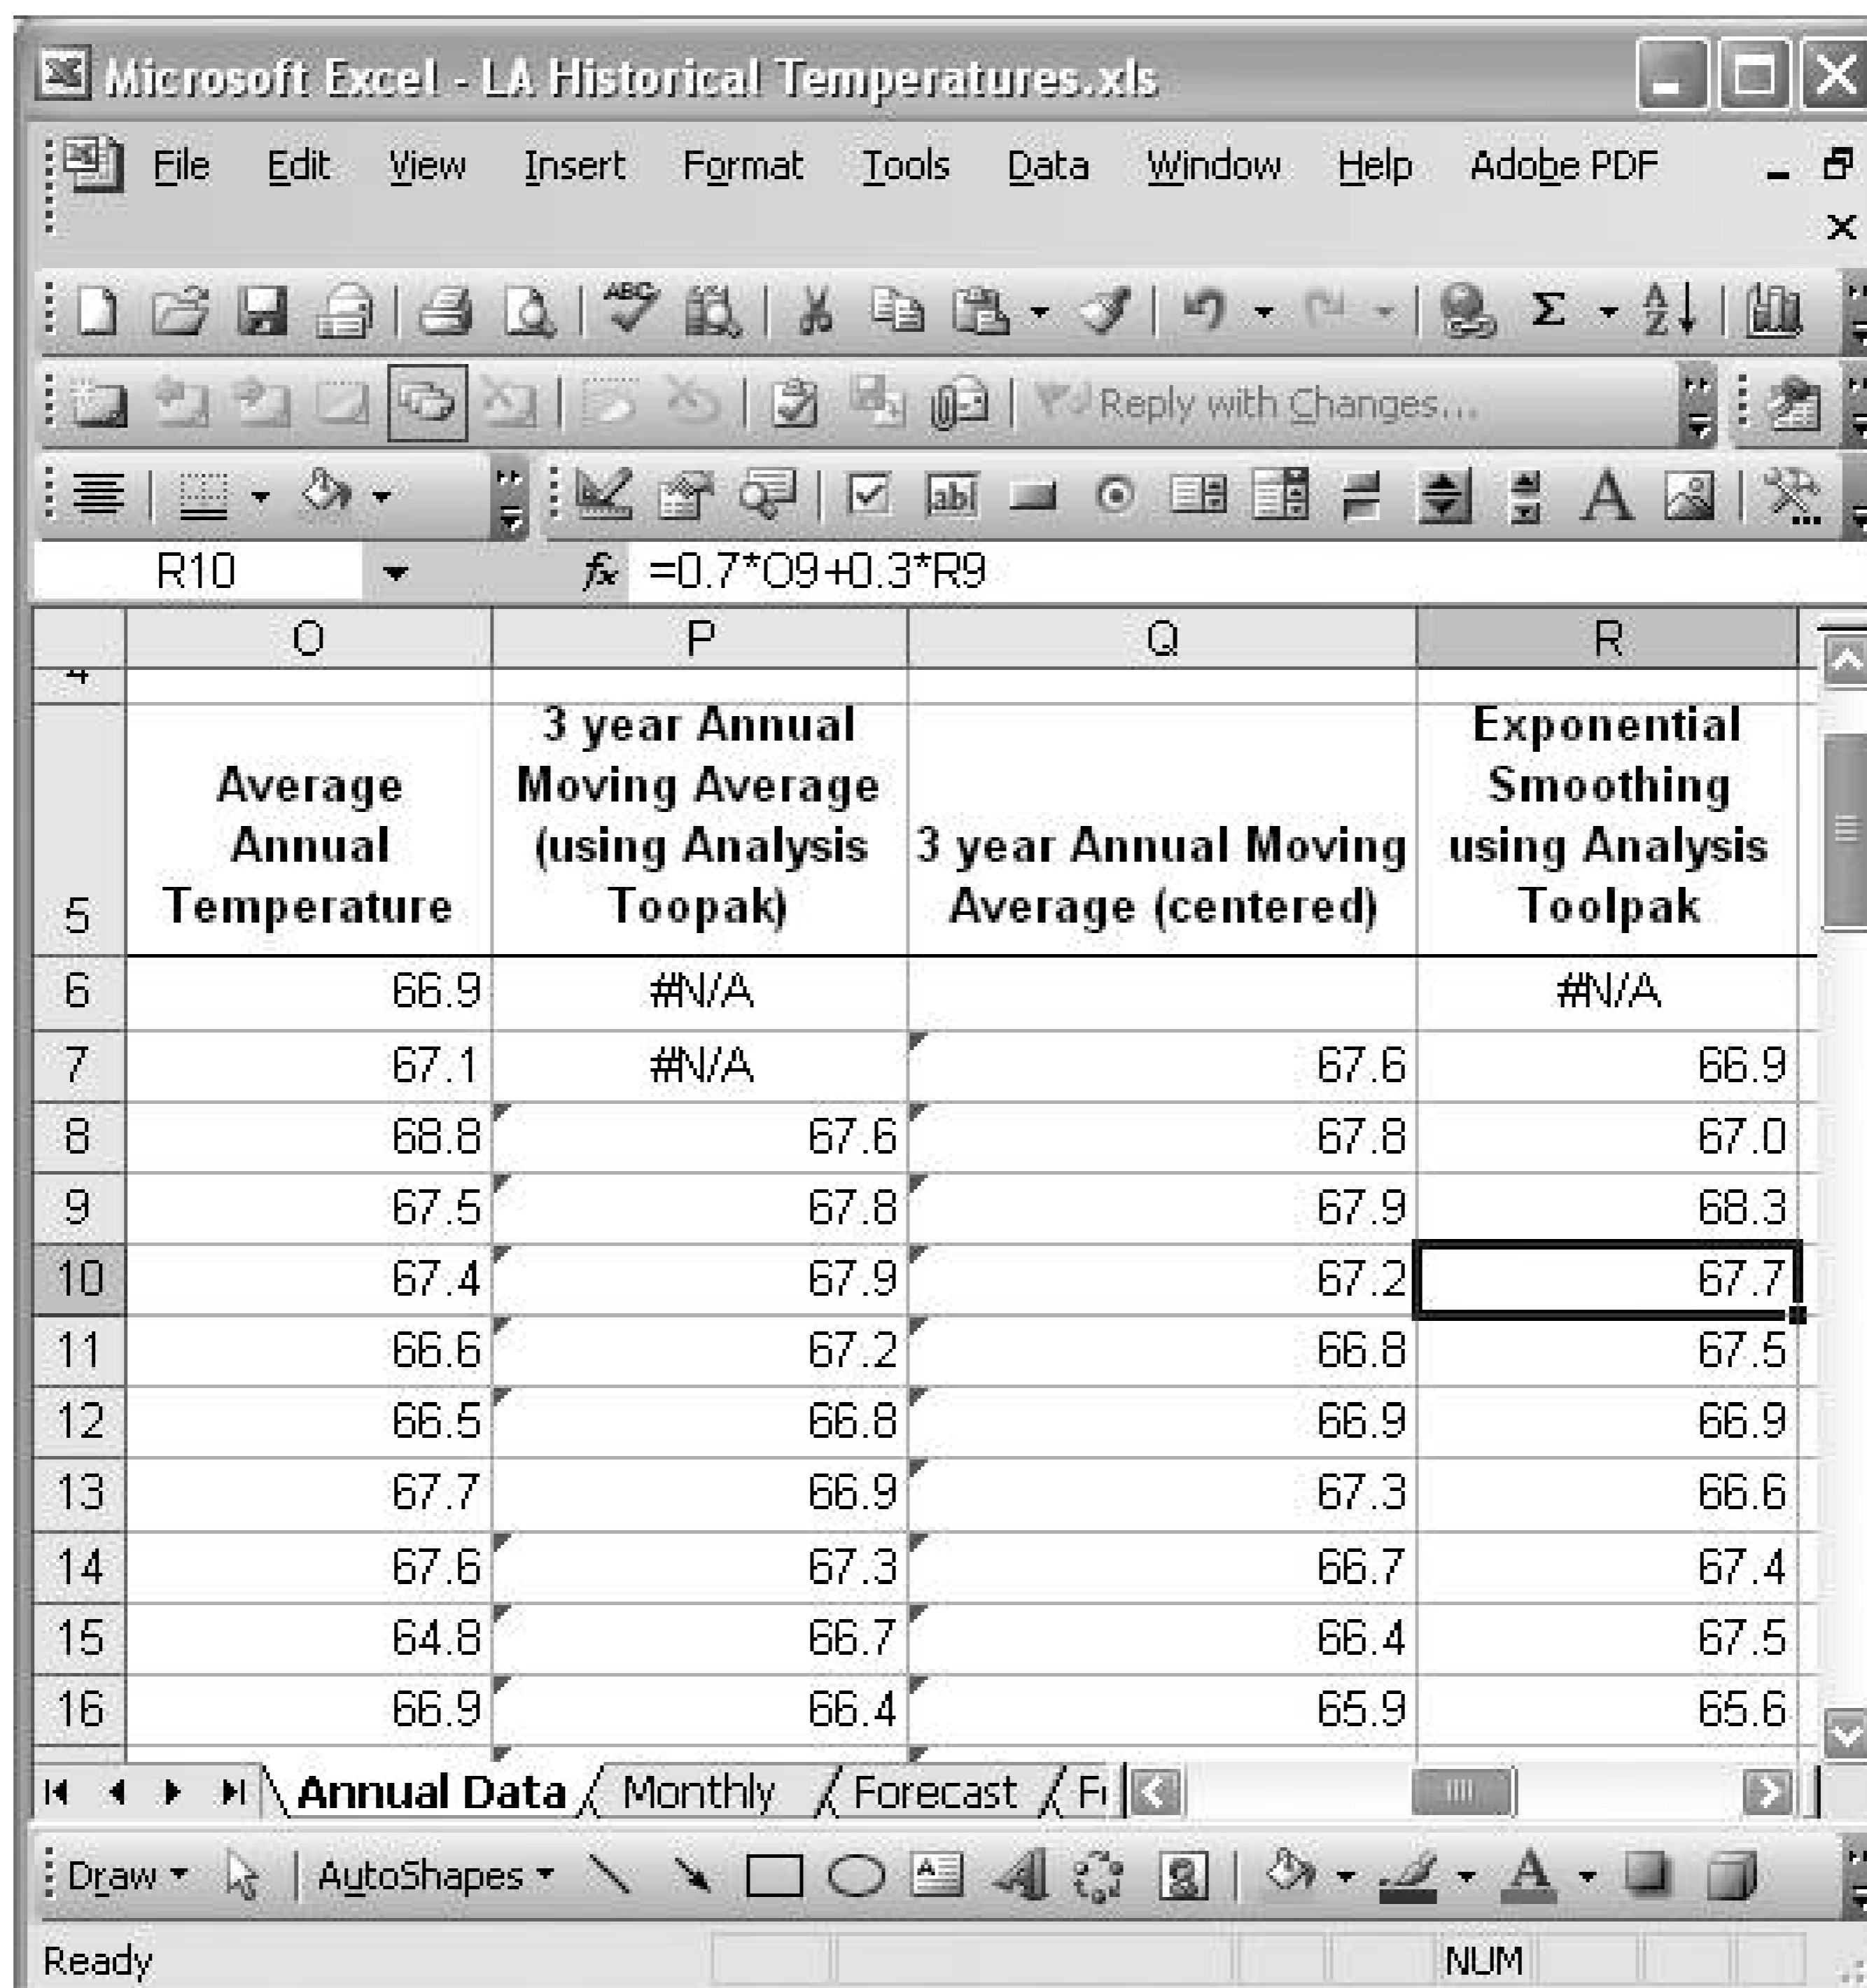 Microsoft Excel - LA Historical Temperatures.xls
File Edit View Insert Format Tools Data Window Help Adobe PDF
ABC Σ A Z
Reply with Changes...
ab| A
R10 fx =0.7*O9+0.3*R9
O P Q R
4
5 Average Annual Temperature 3 year Annual Moving Average (using Analysis Toopak) 3 year Annual Moving Average (centered) Exponential Smoothing using Analysis Toolpak
6 66.9 #N/A #N/A
7 67.1 #N/A 67.6 66.9
8 68.8 67.6 67.8 67.0
9 67.5 67.8 67.9 68.3
10 67.4 67.9 67.2 67.7
11 66.6 67.2 66.8 67.5
12 66.5 66.8 66.9 66.9
13 67.7 66.9 67.3 66.6
14 67.6 67.3 66.7 67.4
15 64.8 66.7 66.4 67.5
16 66.9 66.4 65.9 65.6
Annual Data Monthly Forecast
Draw AutoShapes A
Ready NUM